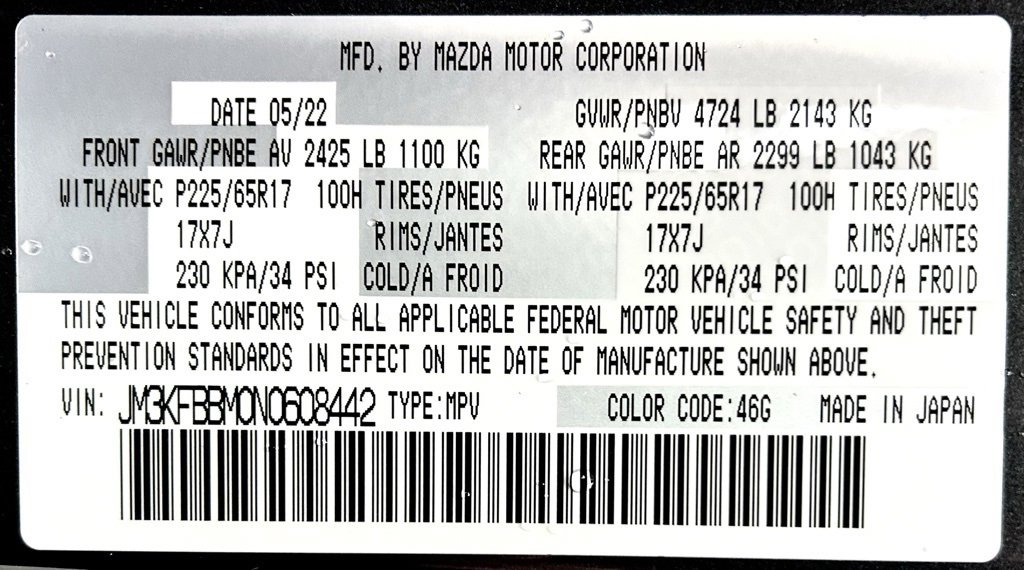 MFD. BY MAZDA MOTOR CORPORATION
DATE 05/22 GVWR/PNBV 4724 LB 2143 KG
FRONT GAWR/PNBE AV 2425 LB 1100 KG REAR GAWR/PNBE AR 2299 LB 1043 KG
WITH/AVEC P225/65R17 100H TIRES/PNEUS WITH/AVEC P225/65R17 100H TIRES/PNEUS
17X7J RIMS/JANTES 17X7J RIMS/JANTES
230 KPA/34 PSI COLD/A FROID 230 KPA/34 PSI COLD/A FROID
THIS VEHICLE CONFORMS TO ALL APPLICABLE FEDERAL MOTOR VEHICLE SAFETY AND THEFT
PREVENTION STANDARDS IN EFFECT ON THE DATE OF MANUFACTURE SHOWN ABOVE.
VIN: JM3KFBBM0N0608442 TYPE:MPV COLOR CODE:46G MADE IN JAPAN